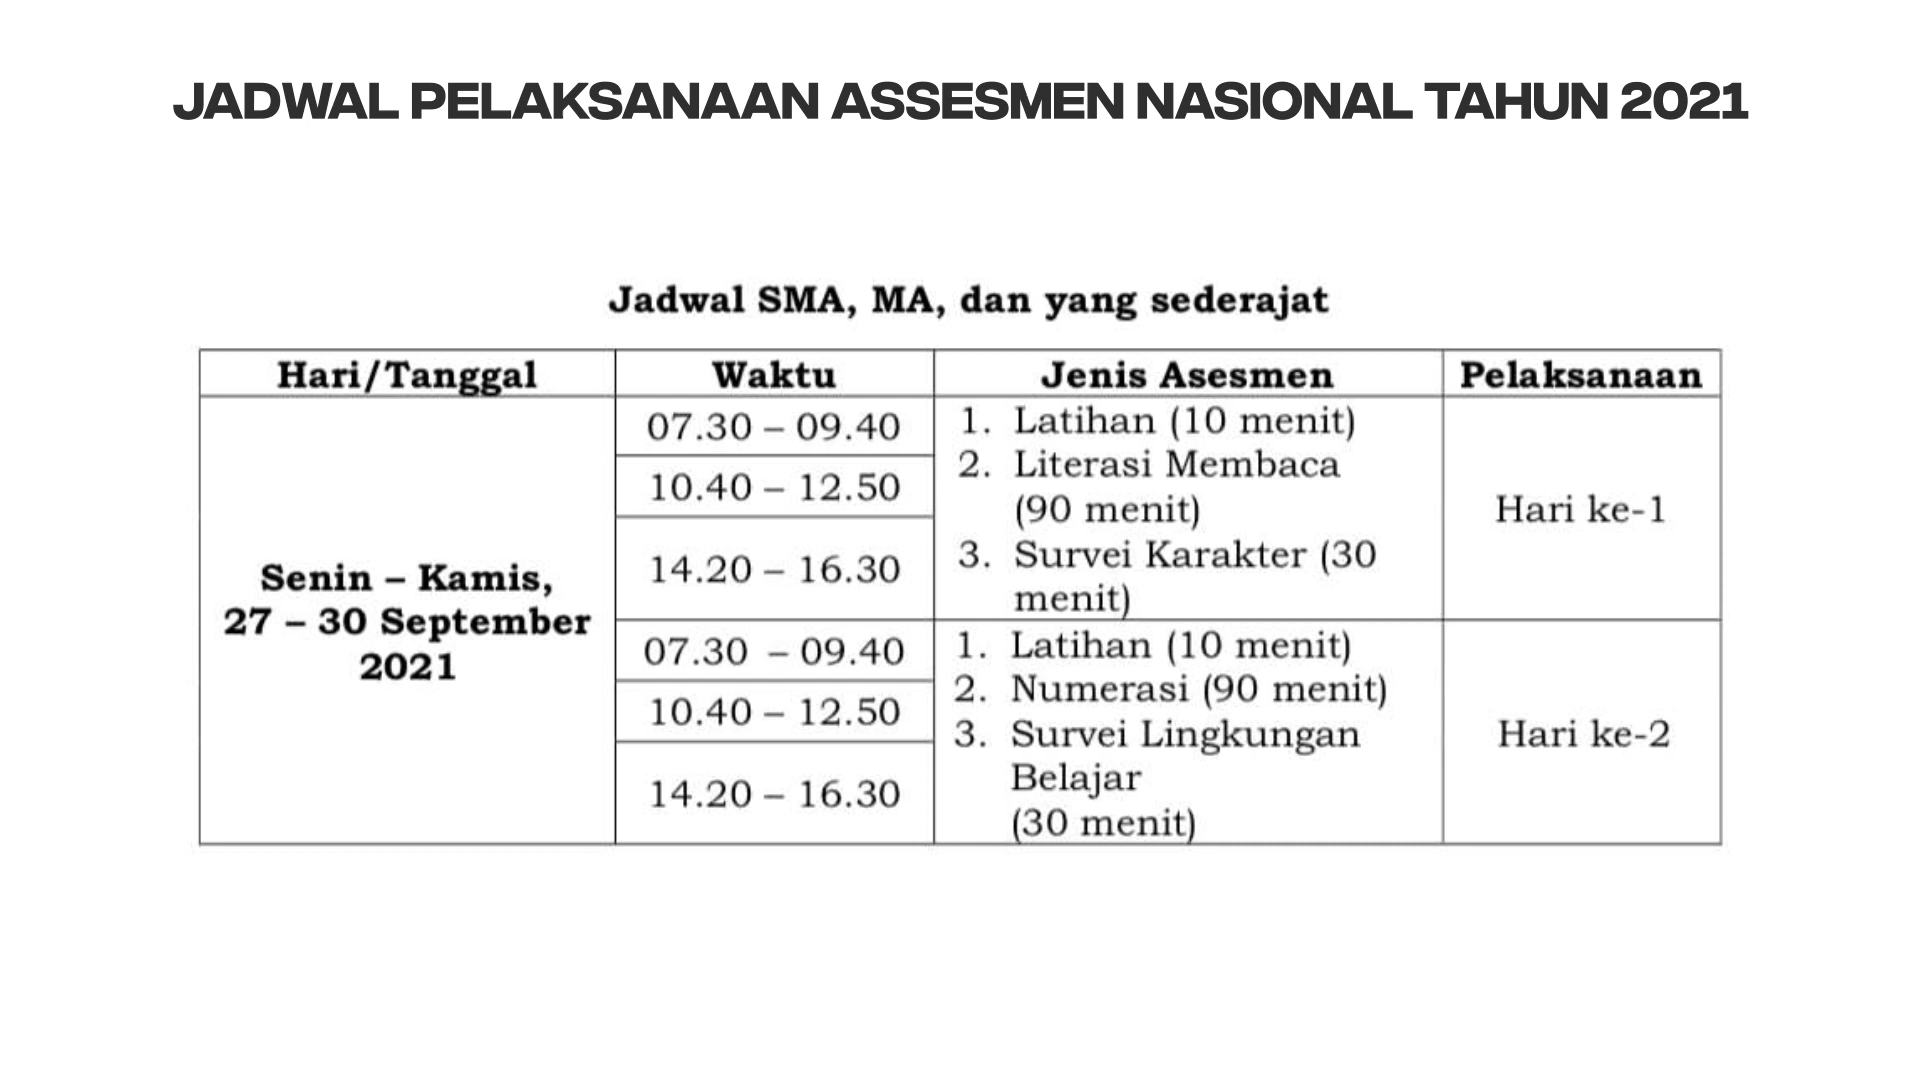 JADWAL PELAKSANAAN ASSESMEN NASIONAL TAHUN 2021
Jadwal SMA, MA, dan yang sederajat
Hari/Tanggal Waktu Jenis Asesmen Pelaksanaan
Senin – Kamis,
27 – 30 September
2021
07.30 – 09.40
10.40 – 12.50
14.20 – 16.30
1. Latihan (10 menit)
2. Literasi Membaca
(90 menit)
3. Survei Karakter (30
menit)
Hari ke-1
07.30 – 09.40
10.40 – 12.50
14.20 – 16.30
1. Latihan (10 menit)
2. Numerasi (90 menit)
3. Survei Lingkungan
Belajar
(30 menit)
Hari ke-2